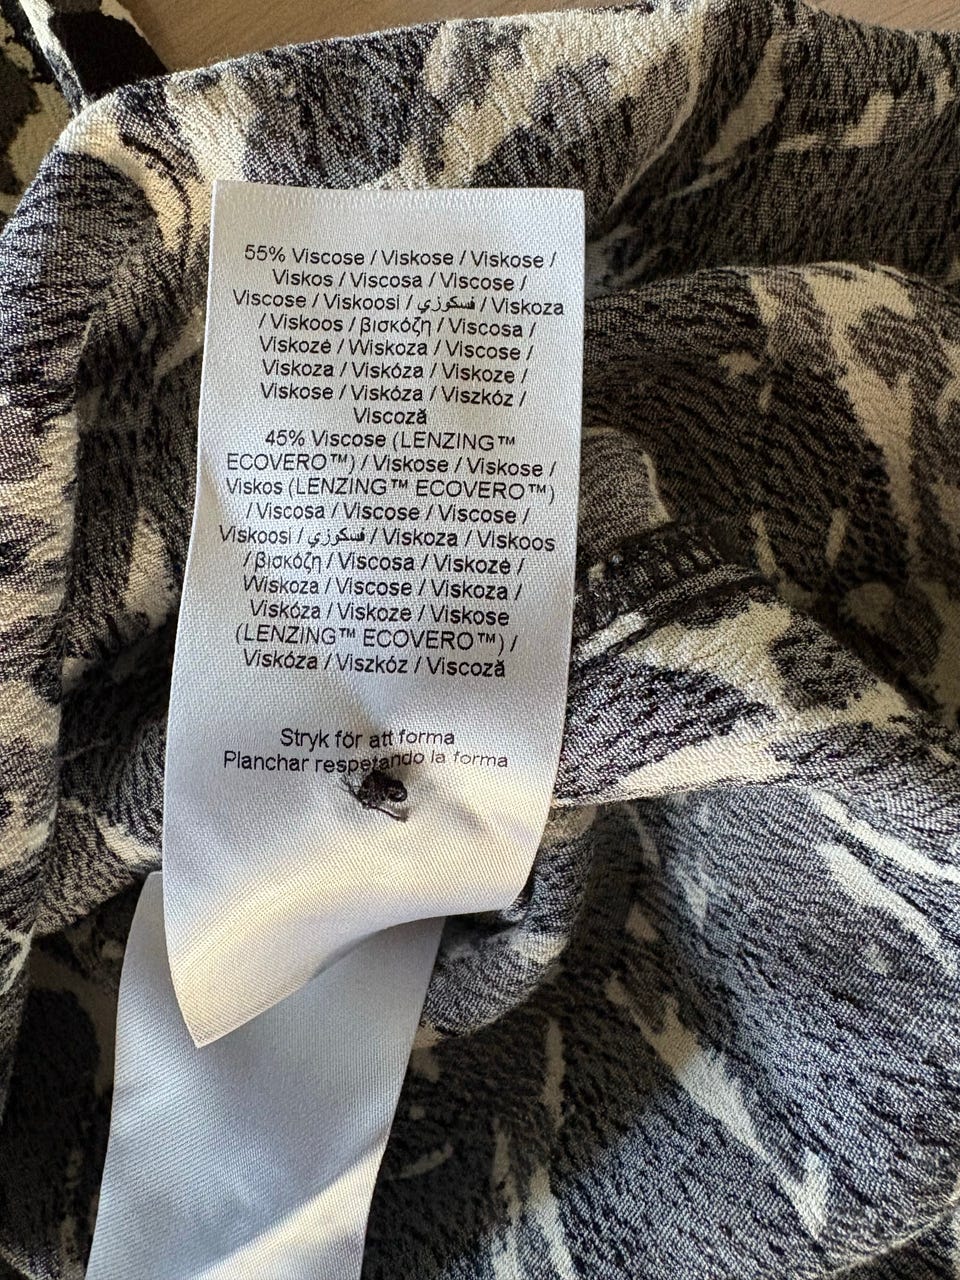 55% Viscose / Viskose / Viskose /
Viskos / Viscosa / Viscose /
Viscose / Viskoosi / فسكوزي / Viskoza
/ Viskoos / βισκόζη / Viscosa /
Viskozė / Wiskoza / Viscose /
Viskoza / Viskóza / Viskoze /
Viskose / Viskóza / Viszkóz /
Viscoză
45% Viscose (LENZING™
ECOVERO™) / Viskose / Viskose /
Viskos (LENZING™ ECOVERO™)
/ Viscosa / Viscose / Viscose /
Viskoosi / فسكوزي / Viskoza / Viskoos
/ βισκόζη / Viscosa / Viskozė /
Wiskoza / Viscose / Viskoza /
Viskóza / Viskoze / Viskose
(LENZING™ ECOVERO™) /
Viskóza / Viszkóz / Viscoză
Stryk för att forma
Planchar respetando la forma